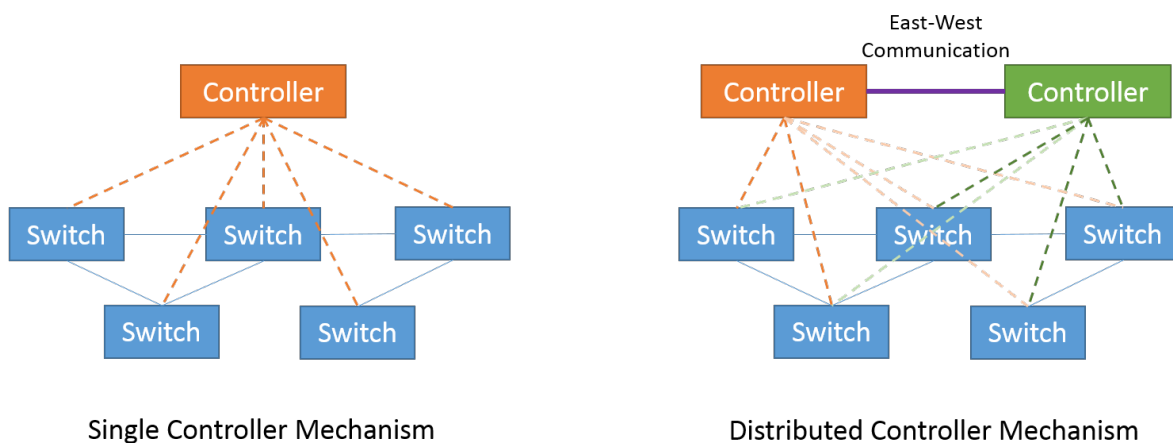 East-West
Communication
Controller
Controller
Controller
Switch
Switch
Switch
Switch
Switch
Switch
Switch
Switch
Switch
Switch
Single Controller Mechanism
Distributed Controller Mechanism